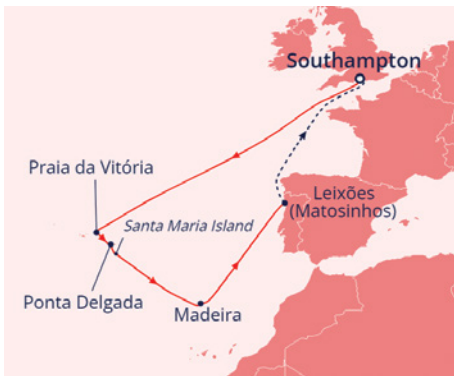 Southampton
Praia da Vitória
Leixões
(Matosinhos)
Santa Maria Island
Ponta Delgada
Madeira